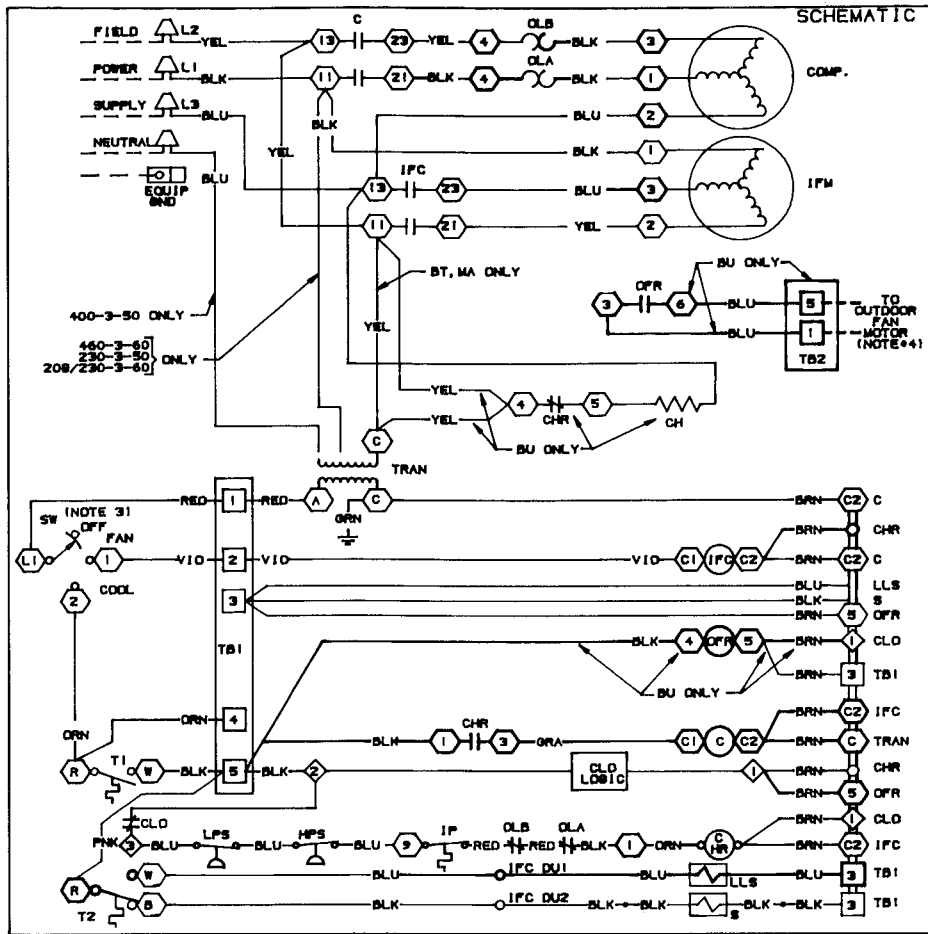 SCHEMATIC
FIELD L2 YEL 13 C 23 YEL 4 OLB BLK 3
POWER L1 BLK 11 21 BLK 4 OLA BLK 1 COMP.
SUPPLY L3 BLU BLU 2
NEUTRAL BLK BLK 1
YEL
BLU 13 IFC 23 BLU 3 IFM
EQUIP
GND
11 21 YEL 2
BT, MA ONLY
BU ONLY
3 OFR 6 BLU 5 TO
OUTDOOR
FAN
MOTOR
(NOTE*4)
BLU 1
TB2
400-3-50 ONLY
YEL
460-3-60
230-3-50
208/230-3-60
ONLY
YEL
4 CHR 5 CH
YEL
BU ONLY
C
TRAN
RED 1 RED A C BRN C2 C
GRN
SW (NOTE 3)
OFF
FAN
BRN CHR
L1 1 VIO 2 VIO VIO C1 IFC C2 BRN C
COOL
2
3 BLU LLS
BLK S
BRN 5 OFR
TB1
BLK 4 OFR 5 BRN 1 CLO
BU ONLY
BRN 3 TB1
ORN
ORN 4
BRN C2 IFC
BLK 1 CHR 3 GRA C1 C C2 BRN C TRAN
R T1 W BLK 5 BLK 2 CLO
LOGIC
1 BRN CHR
BRN 5 OFR
CLO
BRN 1 CLO
PNK 3 BLU LPS BLU HPS BLU 9 IP RED OLB RED OLA BLK 1 ORN C
HR
BRN C2 IFC
R W BLU IFC DU1 BLU LLS BLU 3 TB1
T2 B BLK IFC DU2 BLK BLK S BLK BLK 3 TB1